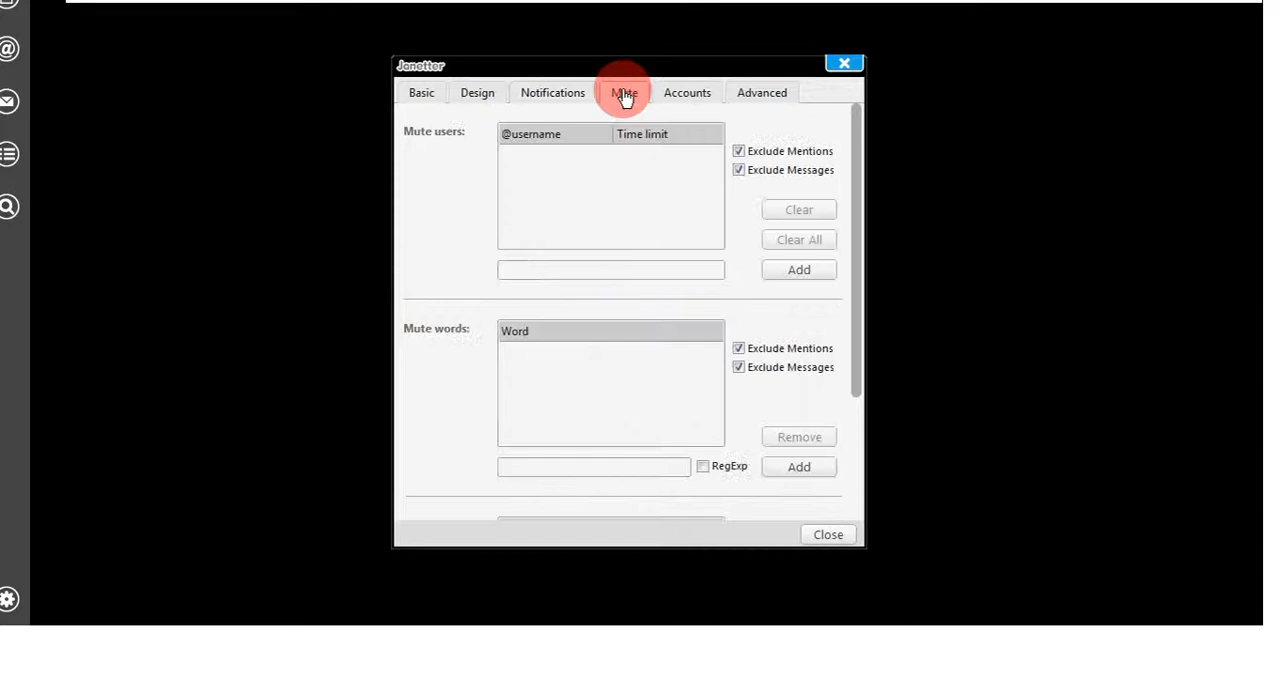 Janetter
Basic Design Notifications Mute Accounts Advanced
Mute users: @username Time limit
Exclude Mentions
Exclude Messages
Clear
Clear All
Add
Mute words: Word
Exclude Mentions
Exclude Messages
Remove
RegExp Add
Close